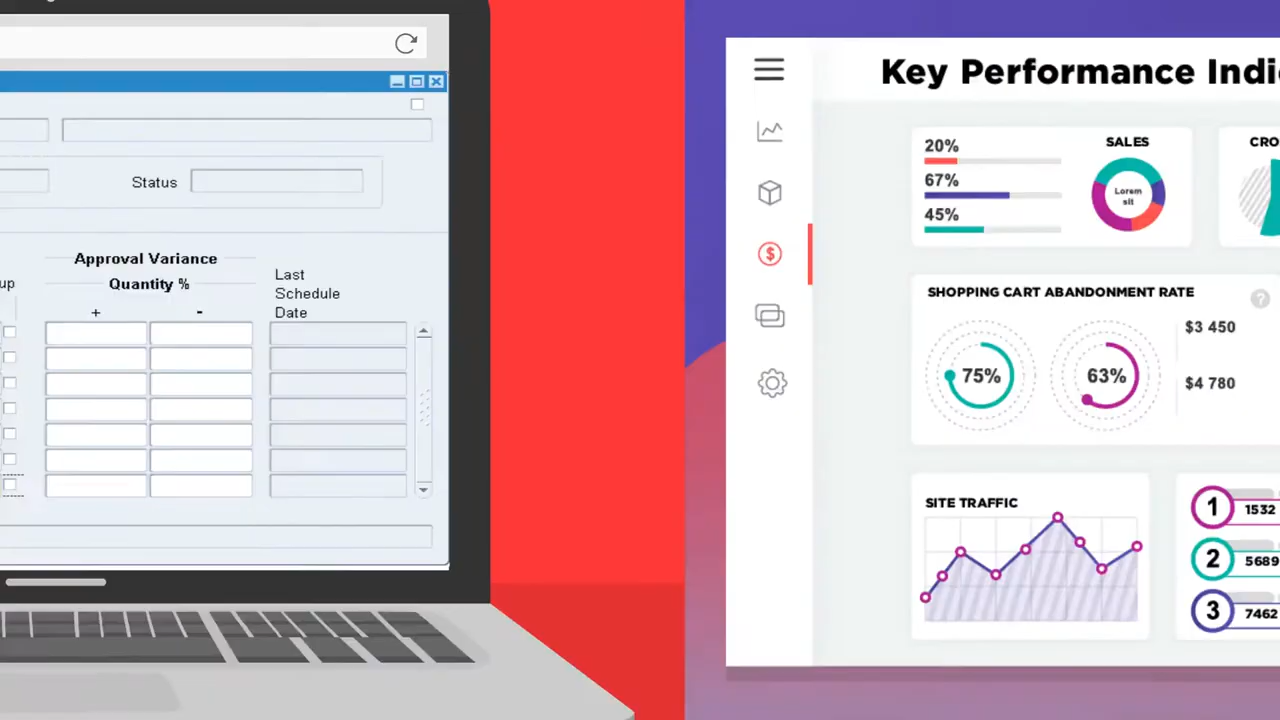 Status
Approval Variance
Quantity %
+ -
up
Last
Schedule
Date
Key Performance Indi
20%
67%
45%
SALES
Lorem
sit
CRO
SHOPPING CART ABANDONMENT RATE
?
75%
63%
$3 450
$4 780
$
SITE TRAFFIC
1 1532
2 5689
3 7462